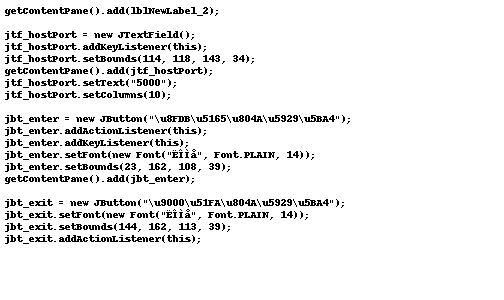 getContentPane().add(lblNewLabel_2);
jtf_hostPort = new JTextField();
jtf_hostPort.addKeyListener(this);
jtf_hostPort.setBounds(114, 118, 143, 34);
getContentPane().add(jtf_hostPort);
jtf_hostPort.setText("5000");
jtf_hostPort.setColumns(10);
jbt_enter = new JButton("\u8FDB\u5165\u804A\u5929\u5BA4");
jbt_enter.addActionListener(this);
jbt_enter.addKeyListener(this);
jbt_enter.setFont(new Font("ËÎÌå", Font.PLAIN, 14));
jbt_enter.setBounds(23, 162, 108, 39);
getContentPane().add(jbt_enter);
jbt_exit = new JButton("\u9000\u51FA\u804A\u5929\u5BA4");
jbt_exit.setFont(new Font("ËÎÌå", Font.PLAIN, 14));
jbt_exit.setBounds(144, 162, 113, 39);
jbt_exit.addActionListener(this);